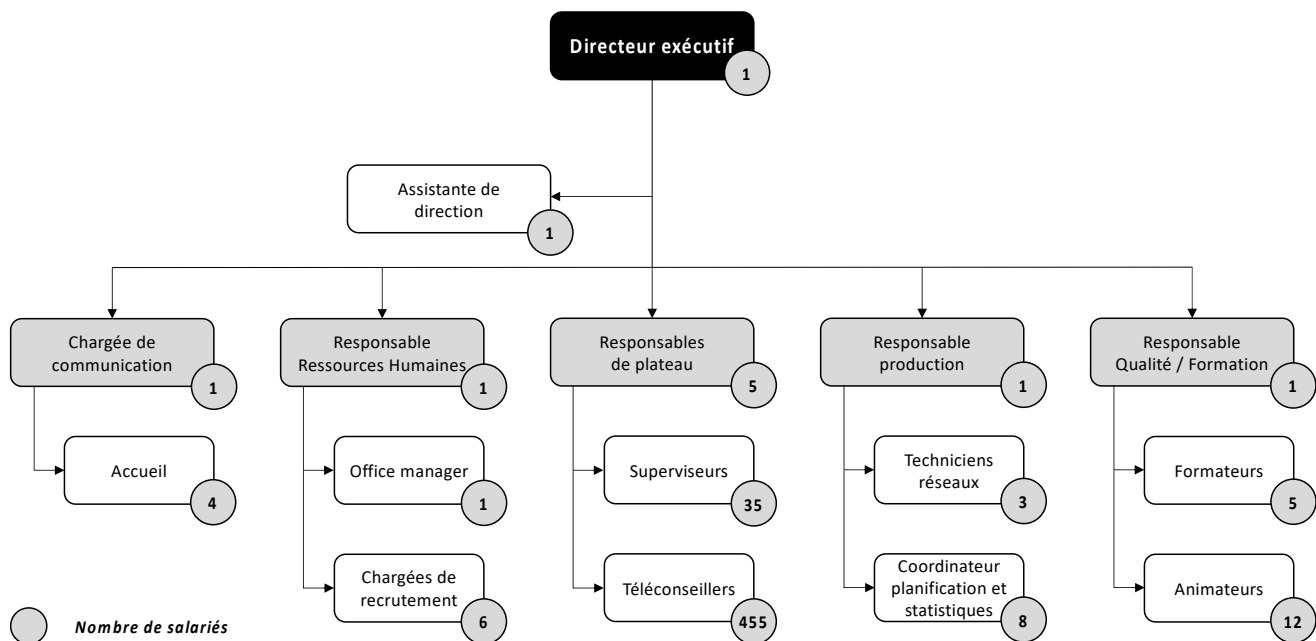 Directeur exécutif
1
Assistante de
direction
1
Chargée de
communication
1
Responsable
Ressources Humaines
1
Responsables
de plateau
5
Responsable
production
1
Responsable
Qualité / Formation
1
Accueil
4
Office manager
1
Superviseurs
35
Techniciens
réseaux
3
Formateurs
5
Chargées de
recrutement
6
Téléconseillers
455
Coordinateur
planification et
statistiques
8
Animateurs
12
Nombre de salariés